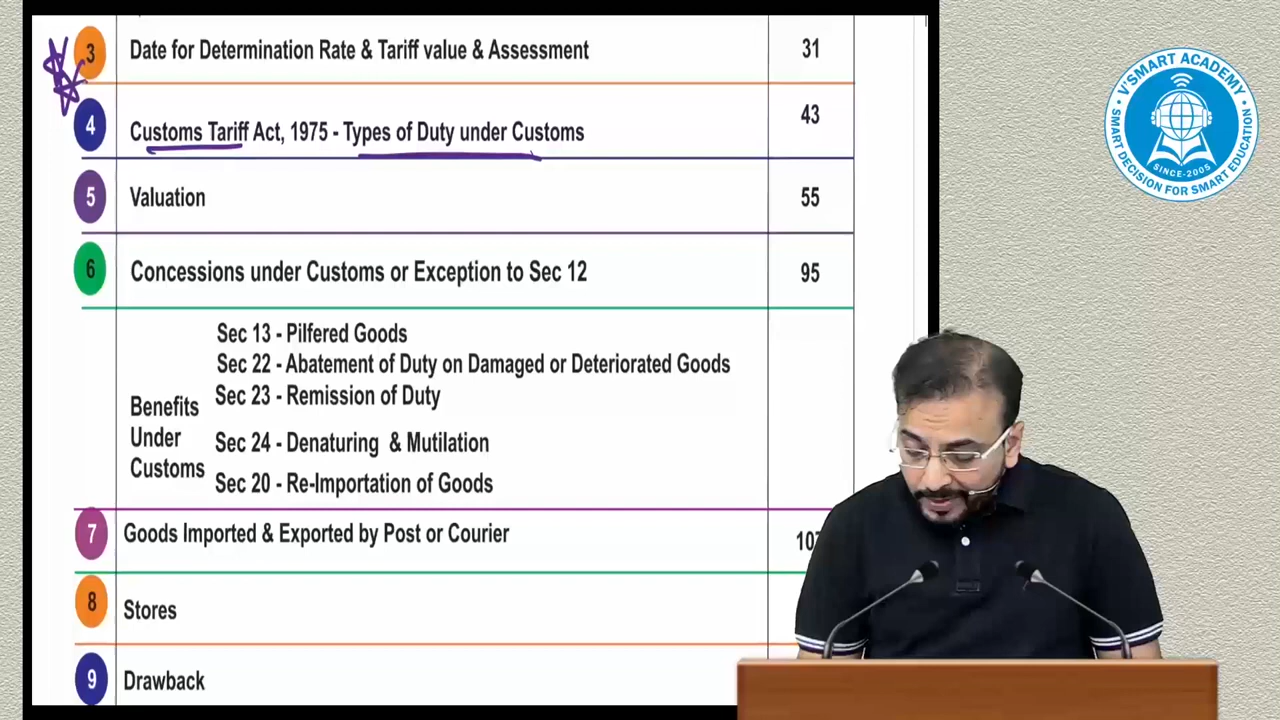 3 Date for Determination Rate & Tariff value & Assessment 31
4 Customs Tariff Act, 1975 - Types of Duty under Customs 43
5 Valuation 55
6 Concessions under Customs or Exception to Sec 12 95
Benefits Under Customs
Sec 13 - Pilfered Goods
Sec 22 - Abatement of Duty on Damaged or Deteriorated Goods
Sec 23 - Remission of Duty
Sec 24 - Denaturing & Mutilation
Sec 20 - Re-Importation of Goods
7 Goods Imported & Exported by Post or Courier
8 Stores
9 Drawback
V'SMART ACADEMY
SINCE-2005
SMART DECISION FOR SMART EDUCATION